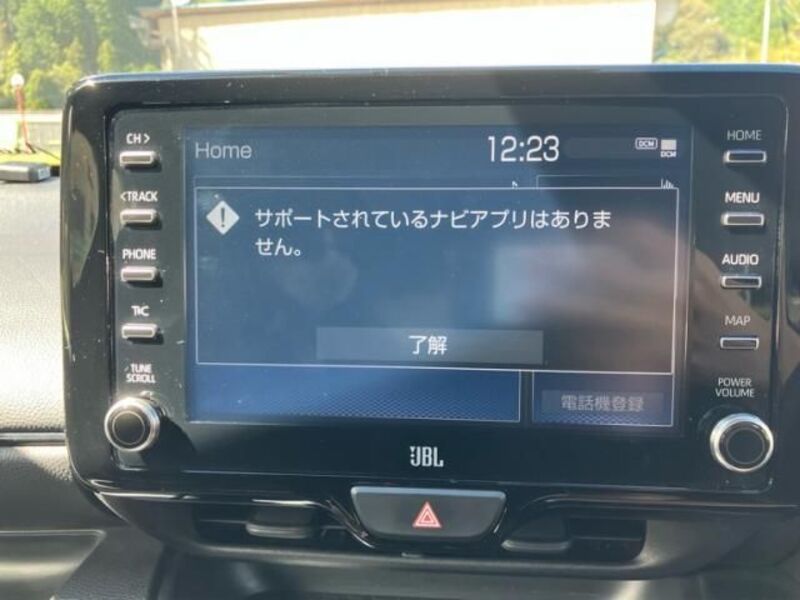 CH >
< TRACK
PHONE
T/C
TUNE
SCROLL
Home
12:23
DCM
DCM
サポートされているナビアプリはありま
せん。
了解
電話機登録
HOME
MENU
AUDIO
MAP
POWER
VOLUME
JBL